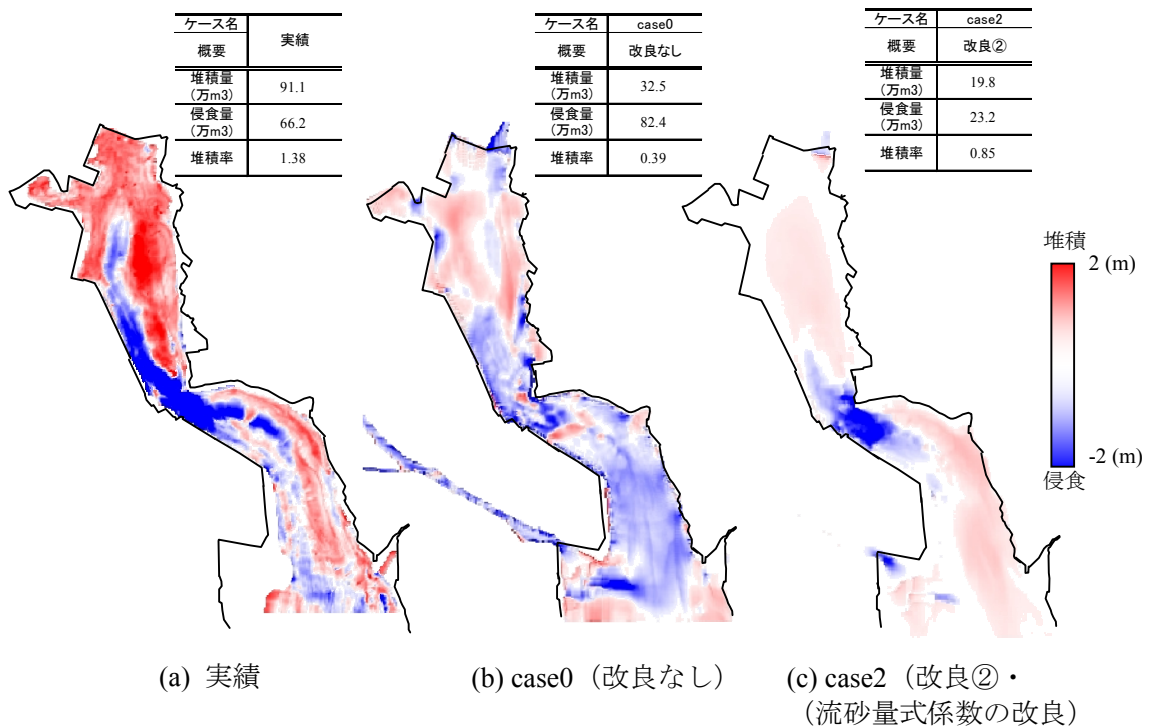 ケース名 実績
概要
堆積量
(万m3) 91.1
侵食量
(万m3) 66.2
堆積率 1.38
ケース名 case0
概要 改良なし
堆積量
(万m3) 32.5
侵食量
(万m3) 82.4
堆積率 0.39
ケース名 case2
概要 改良②
堆積量
(万m3) 19.8
侵食量
(万m3) 23.2
堆積率 0.85
堆積
2 (m)
-2 (m)
侵食
(a) 実績
(b) case0（改良なし）
(c) case2（改良②・
（流砂量式係数の改良）